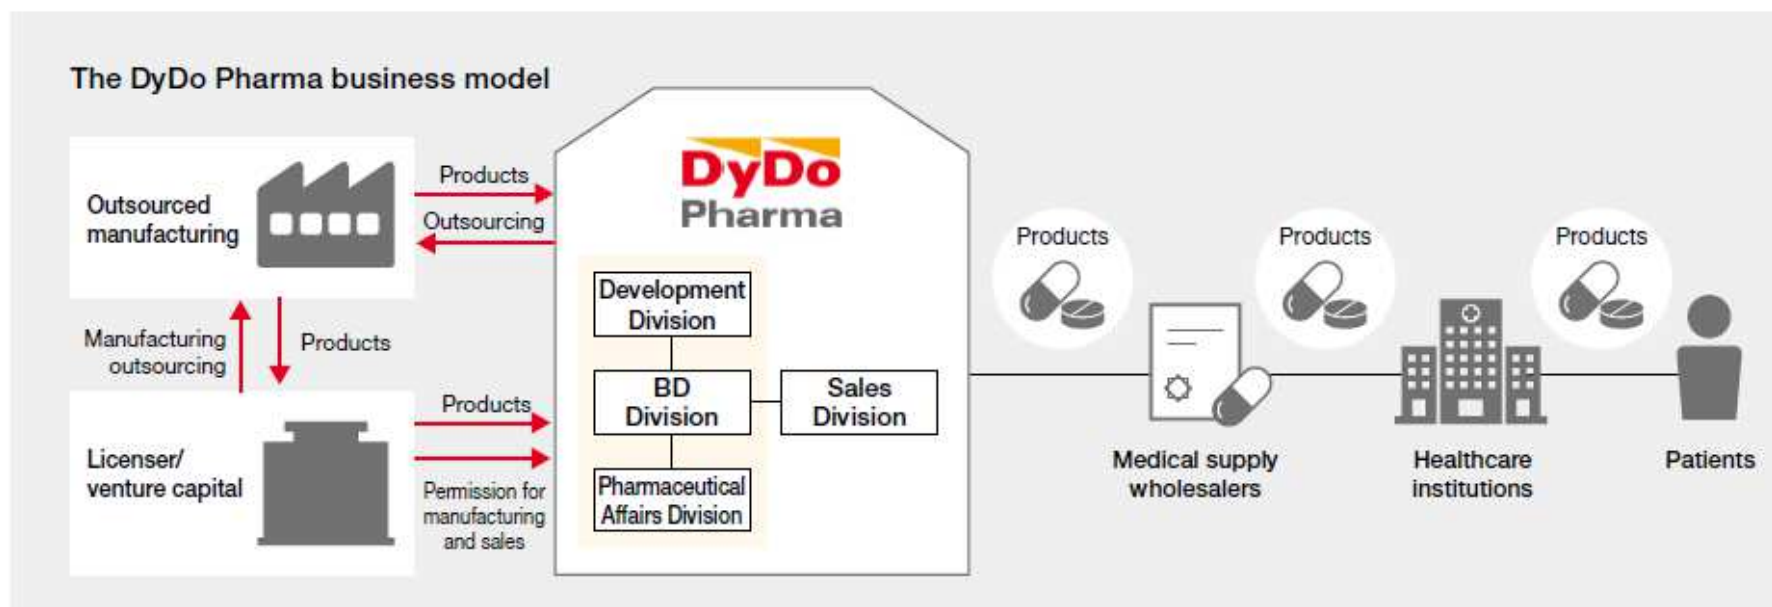 The DyDo Pharma business model
Outsourced
manufacturing
Products
Outsourcing
Manufacturing
outsourcing
Products
Licenser/
venture capital
Products
Permission for
manufacturing
and sales
DyDo
Pharma
Development
Division
BD
Division
Sales
Division
Pharmaceutical
Affairs Division
Products
Products
Products
Medical supply
wholesalers
Healthcare
institutions
Patients